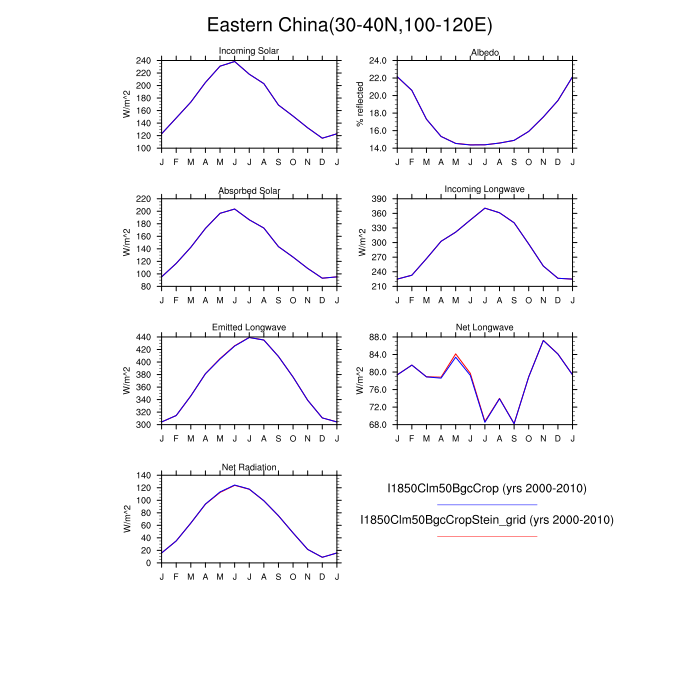 Eastern China(30-40N,100-120E)
Incoming Solar
W/m^2
240
220
200
180
160
140
120
100
J F M A M J J A S O N D J
Albedo
% reflected
24.0
22.0
20.0
18.0
16.0
14.0
J F M A M J J A S O N D J
Absorbed Solar
W/m^2
220
200
180
160
140
120
100
80
J F M A M J J A S O N D J
Incoming Longwave
W/m^2
390
360
330
300
270
240
210
J F M A M J J A S O N D J
Emitted Longwave
W/m^2
440
420
400
380
360
340
320
300
J F M A M J J A S O N D J
Net Longwave
W/m^2
88.0
84.0
80.0
76.0
72.0
68.0
J F M A M J J A S O N D J
Net Radiation
W/m^2
140
120
100
80
60
40
20
0
J F M A M J J A S O N D J
I1850Clm50BgcCrop (yrs 2000-2010)
I1850Clm50BgcCropStein_grid (yrs 2000-2010)